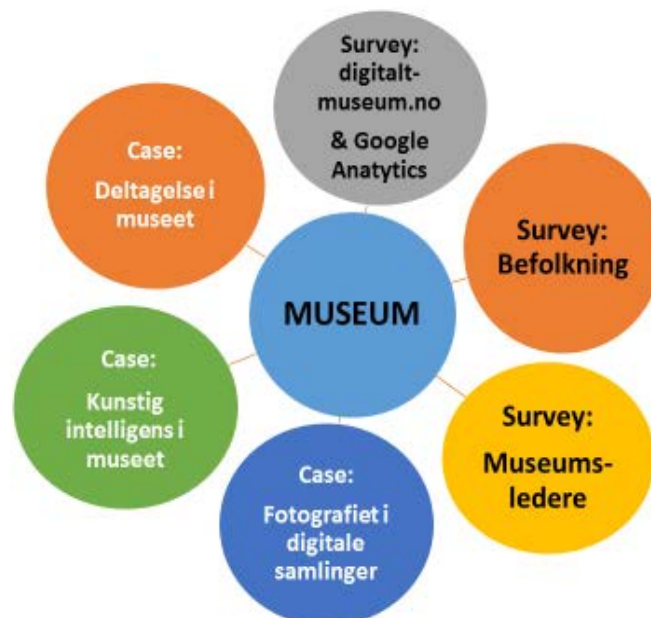 Survey:
digitalt-
museum.no
& Google
Anatytics
Case:
Deltagelse i
museet
Survey:
Befolkning
MUSEUM
Case:
Kunstig
intelligens i
museet
Survey:
Museums-
ledere
Case:
Fotografiet i
digitale
samlinger